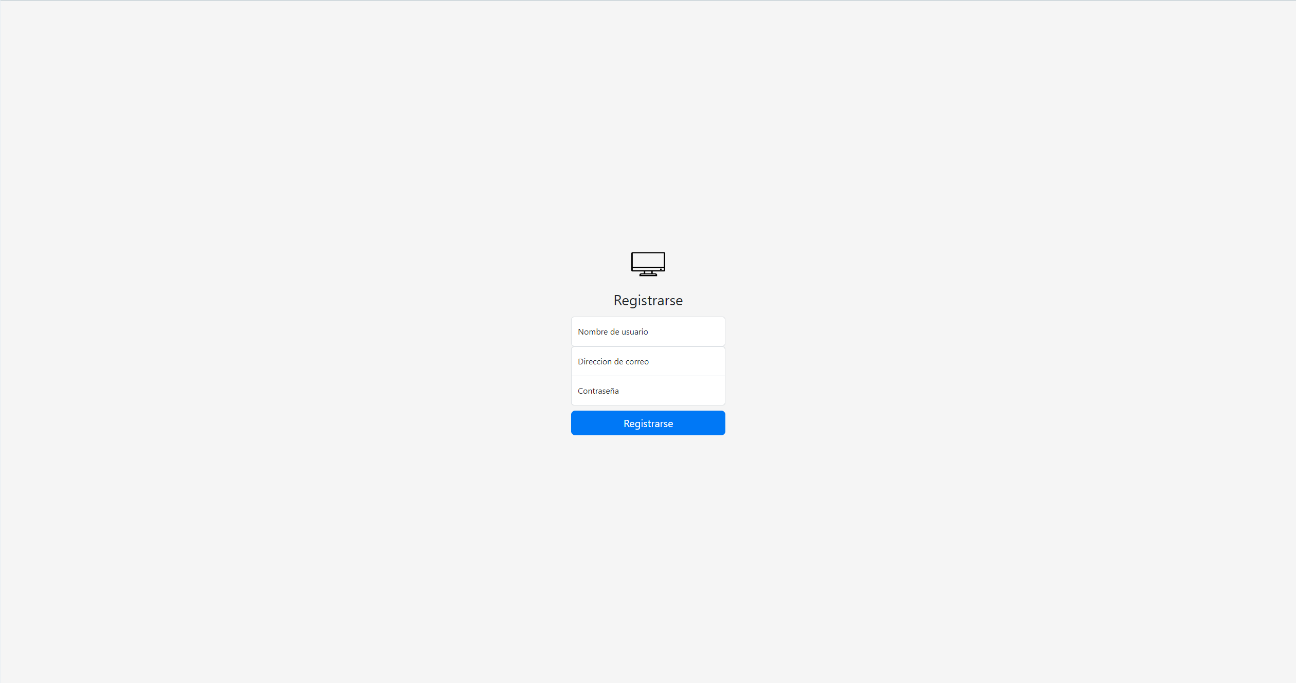 Registrarse
Nombre de usuario
Direccion de correo
Contraseña
Registrarse